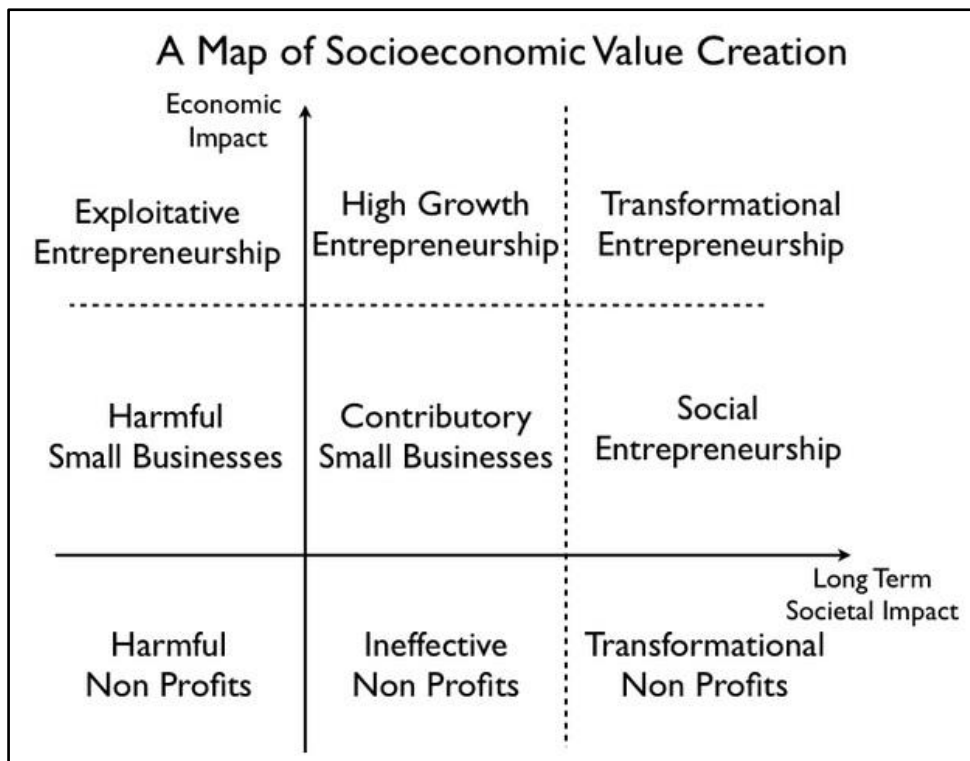 A Map of Socioeconomic Value Creation
Economic
Impact
Exploitative
Entrepreneurship
High Growth
Entrepreneurship
Transformational
Entrepreneurship
Harmful
Small Businesses
Contributory
Small Businesses
Social
Entrepreneurship
Long Term
Societal Impact
Harmful
Non Profits
Ineffective
Non Profits
Transformational
Non Profits